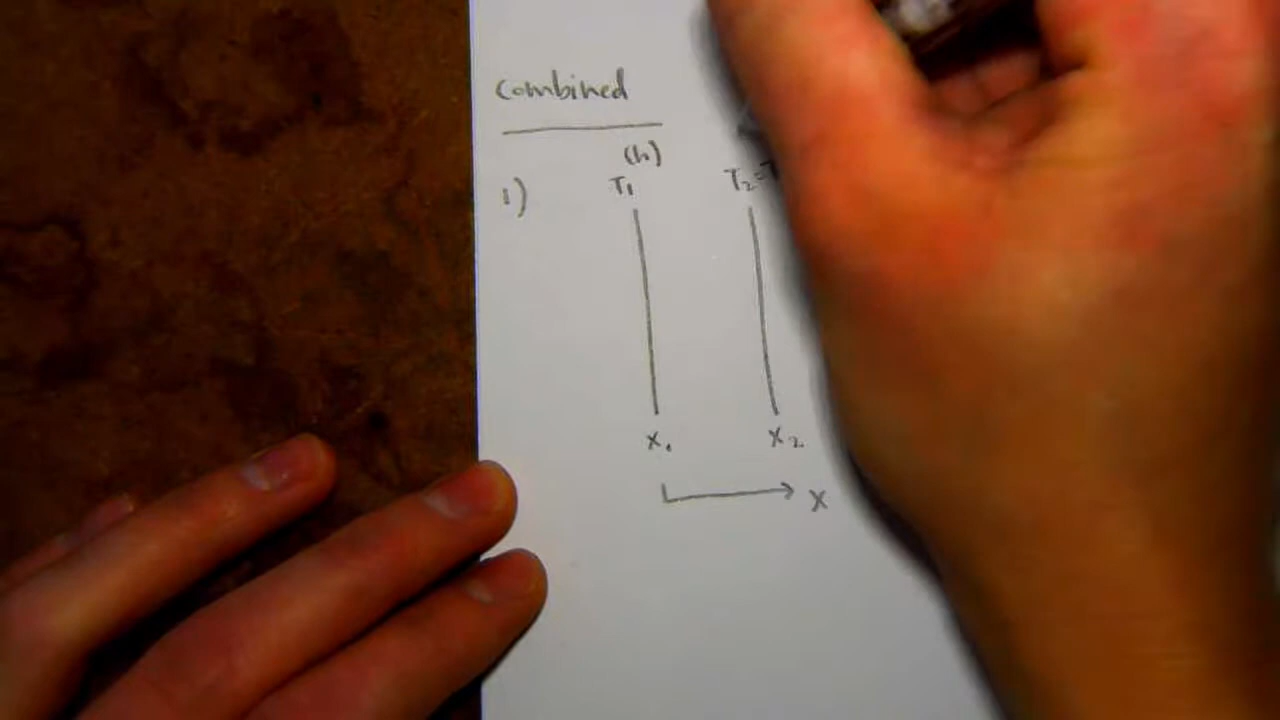 Combined
(h)
1) T₁ T₂=T
x₁ x₂
x